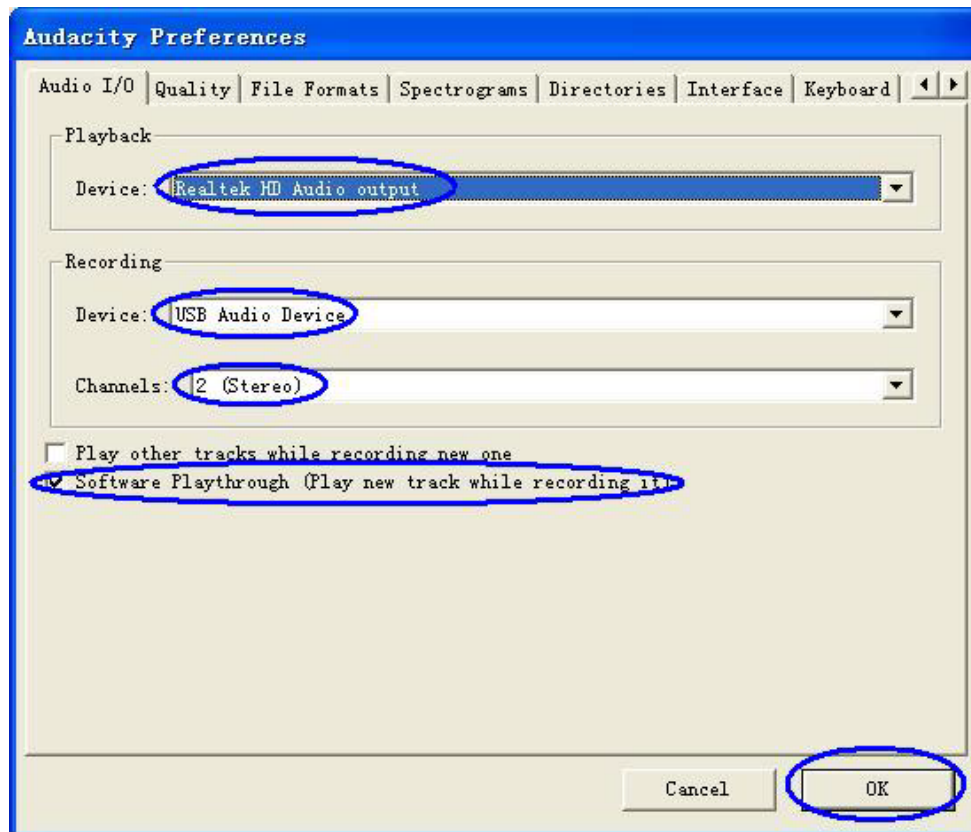 Audacity Preferences
Audio I/O Quality File Formats Spectrograms Directories Interface Keyboard
Playback
Device: Realtek HD Audio output
Recording
Device: USB Audio Device
Channels: 2 (Stereo)
Play other tracks while recording new one
Software Playthrough (Play new track while recording it)
Cancel OK